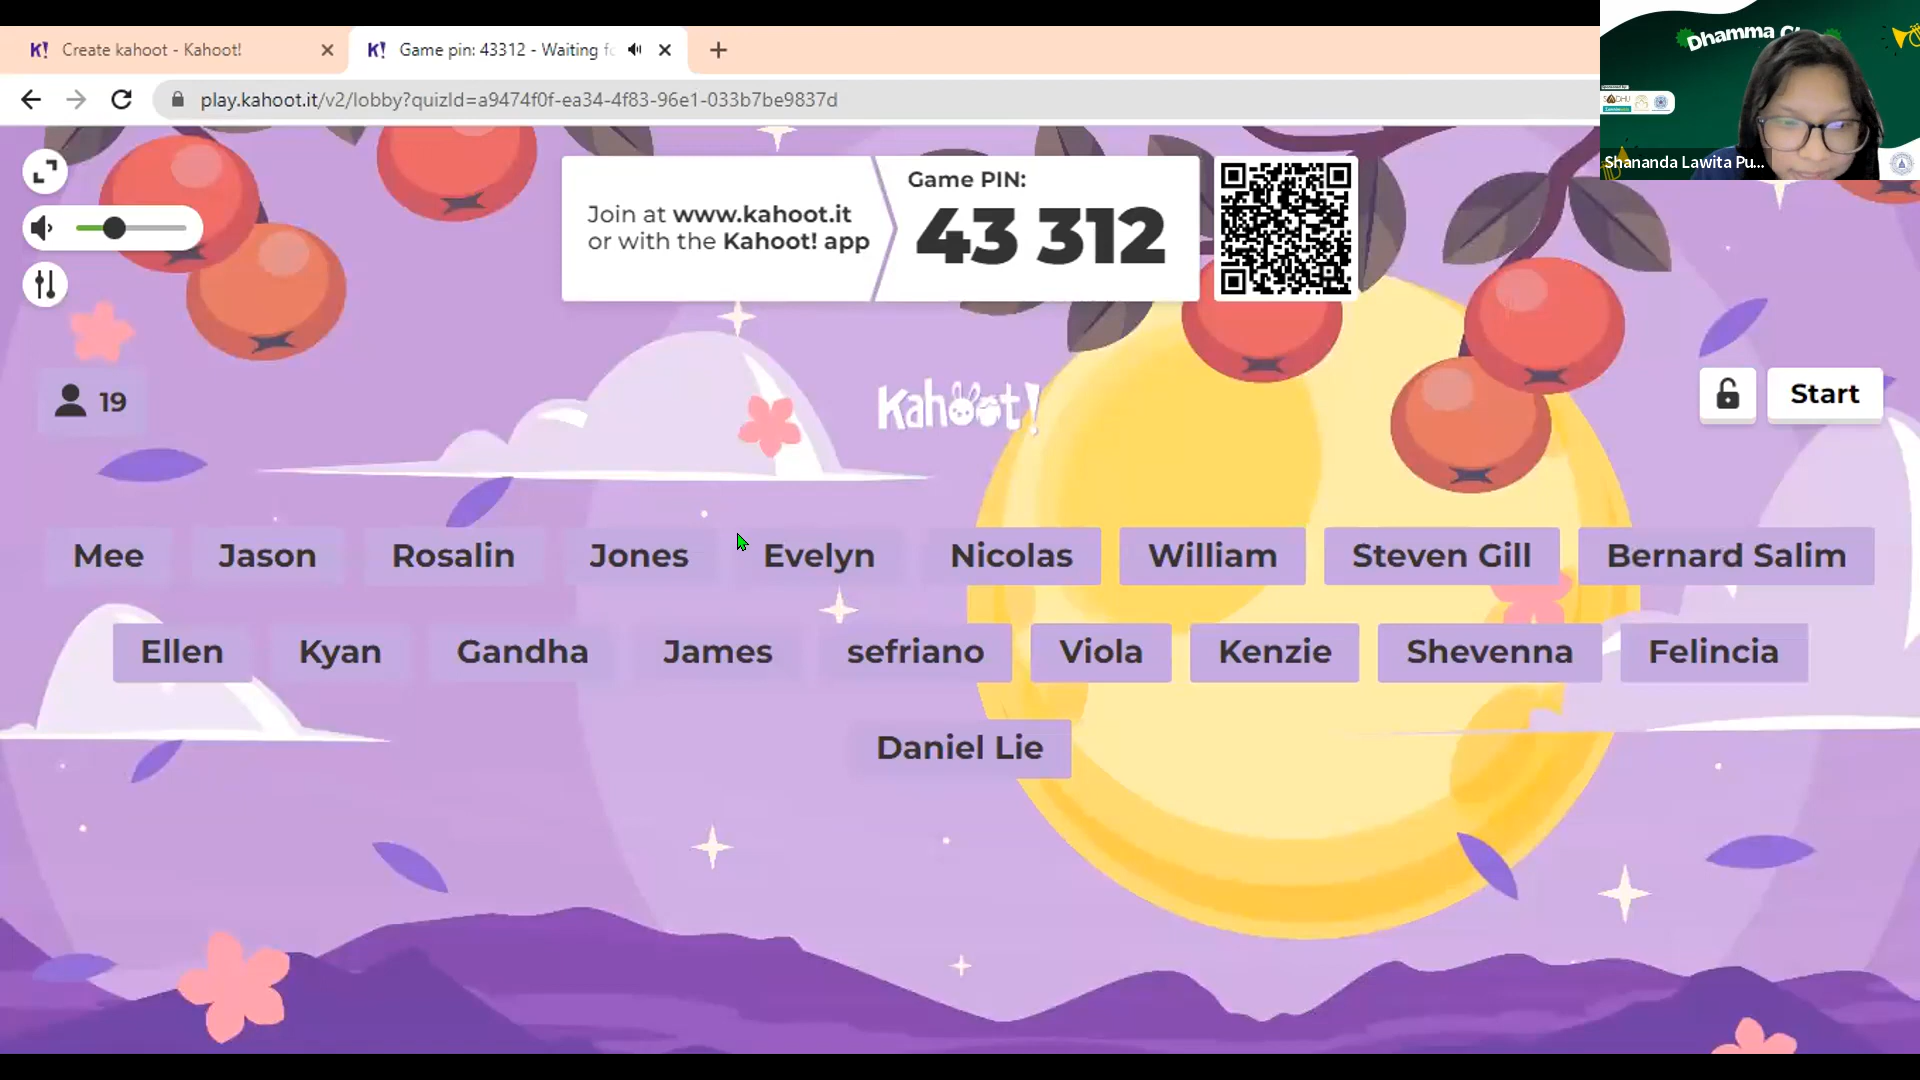 Create kahoot - Kahoot!
Game pin: 43312 - Waiting fo
play.kahoot.it/v2/lobby?quizId=a9474f0f-ea34-4f83-96e1-033b7be9837d
Dhamma
Shananda Lawita Pu...
Join at www.kahoot.it
or with the Kahoot! app
Game PIN:
43 312
19
Kahoot!
Start
Mee
Jason
Rosalin
Jones
Evelyn
Nicolas
William
Steven Gill
Bernard Salim
Ellen
Kyan
Gandha
James
sefriano
Viola
Kenzie
Shevenna
Felincia
Daniel Lie